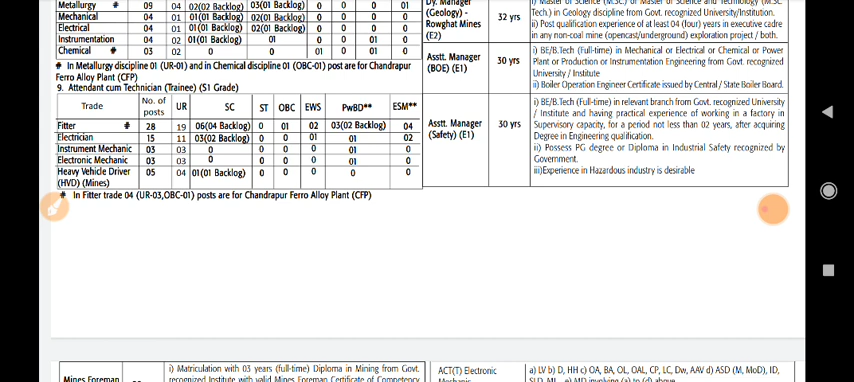 Metallurgy # 09 04 02(02 Backlog) 03(01 Backlog) 0 0 0 01
Mechanical 04 01 01(01 Backlog) 02(01 Backlog) 0 0 0 0
Electrical 04 01 01(01 Backlog) 02(01 Backlog) 0 0 0 0
Instrumentation 04 02 01(01 Backlog) 01 0 0 01 0
Chemical # 03 02 0 0 01 0 01 0
# In Metallurgy discipline 01 (UR-01) and in Chemical discipline 01 (OBC-01) post are for Chandrapur
Ferro Alloy Plant (CFP)
9. Attendant cum Technician (Trainee) (S1 Grade)
Trade No. of posts UR SC ST OBC EWS PwBD** ESM**
Fitter # 28 19 06(04 Backlog) 0 01 02 03(02 Backlog) 04
Electrician 15 11 03(02 Backlog) 0 0 01 01 02
Instrument Mechanic 03 03 0 0 0 0 01 0
Electronic Mechanic 03 03 0 0 0 0 01 0
Heavy Vehicle Driver 05 04 01(01 Backlog) 0 0 0 0 0
(HVD) (Mines)
# In Fitter trade 04 (UR-03,OBC-01) posts are for Chandrapur Ferro Alloy Plant (CFP)
Dy. Manager
(Geology) -
Rowghat Mines
(E2)
32 yrs
Tech.) in Geology discipline from Govt. recognized University/Institution.
ii) Post qualification experience of at least 04 (four) years in executive cadre
in any non-coal mine (opencast/underground) exploration project / both.
Asstt. Manager
(BOE) (E1)
30 yrs
i) BE/B.Tech (Full-time) in Mechanical or Electrical or Chemical or Power
Plant or Production or Instrumentation Engineering from Govt. recognized
University / Institute
ii) Boiler Operation Engineer Certificate issued by Central / State Boiler Board.
Asstt. Manager
(Safety) (E1)
30 yrs
i) BE/B.Tech (Full-time) in relevant branch from Govt. recognized University
/ Institute and having practical experience of working in a factory in
Supervisory capacity, for a period not less than 02 years, after acquiring
Degree in Engineering qualification.
ii) Possess PG degree or Diploma in Industrial Safety recognized by
Government.
iii)Experience in Hazardous industry is desirable
Mines Foreman
i) Matriculation with 03 years (full-time) Diploma in Mining from Govt.
recognized Institute with valid Mines Foreman Certificate of Competency
ACT(T) Electronic
Mechanic
a) LV b) D, HH c) OA, BA, OL, OAL, CP, LC, Dw, AAV d) ASD (M, MoD), ID,
SLD, MI e) MD involving (a) to (d) above